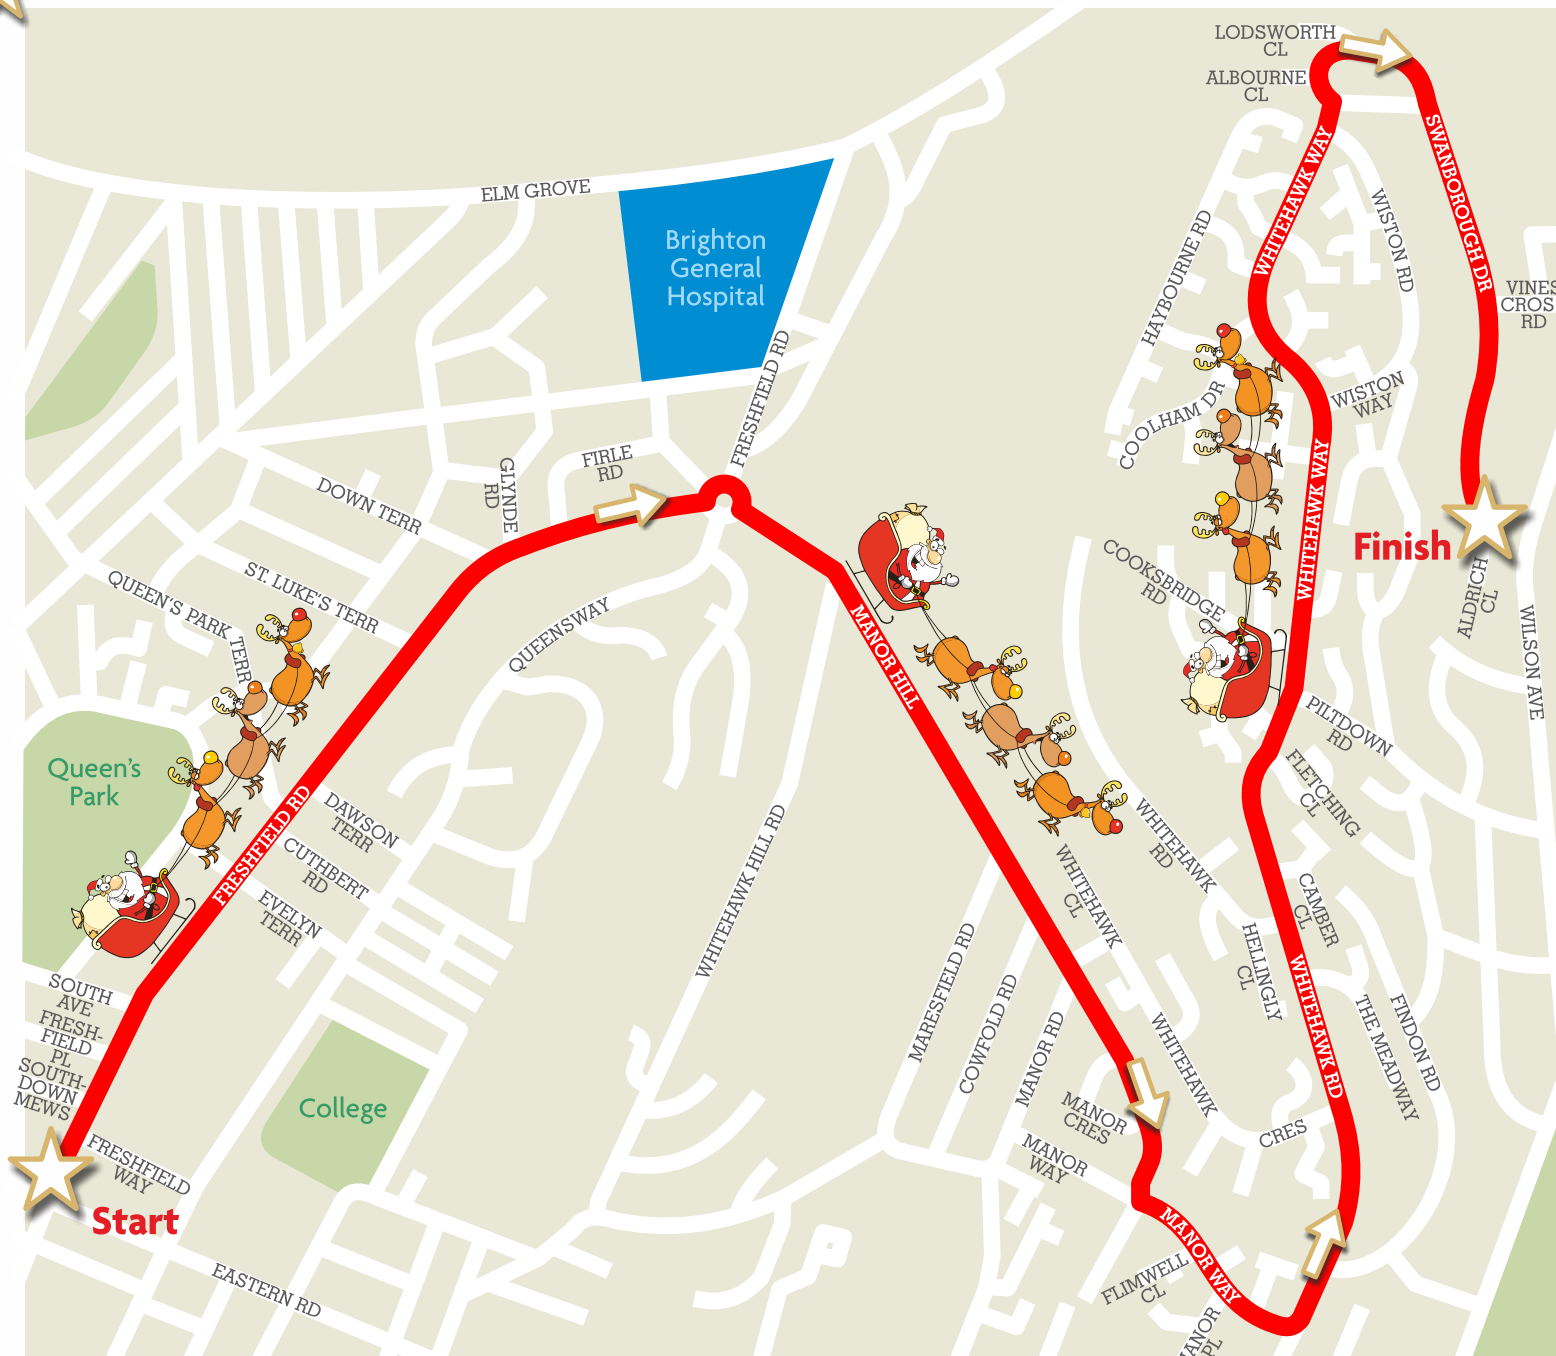 LODSWORTH
CL
ALBOURNE
CL
ELM GROVE
Brighton
General
Hospital
WHITEHAWK WAY
SWANBOROUGH DR
WISTON RD
HAYBOURNE RD
VINES
CROS
RD
FRESHFIELD RD
COOLHAM DR
WISTON
WAY
FIRLE
RD
GLYNDE
RD
DOWN TERR
WHITEHAWK WAY
Finish
ST. LUKE'S TERR
QUEEN'S PARK TERR
QUEENSWAY
MANOR HILL
COOKSBRIDGE
RD
ALDRICH
CL
WILSON AVE
PILTDOWN
RD
Queen's
Park
FRESHFIELD RD
DAWSON
TERR
CUTHBERT
RD
EVELYN
TERR
WHITEHAWK HILL RD
WHITEHAWK
RD
FLETCHING
CL
WHITEHAWK
CL
CAMBER
CL
HELLINGLY
CL
MARESFIELD RD
COWFOLD RD
MANOR RD
WHITEHAWK RD
FINDON RD
THE MEADWAY
SOUTH
AVE
FRESH-
FIELD
PL
SOUTH-
DOWN
MEWS
College
WHITEHAWK
CRES
MANOR
CRES
MANOR
WAY
FRESHFIELD
WAY
Start
MANOR WAY
EASTERN RD
FLIMWELL
CL
ANOR
PL